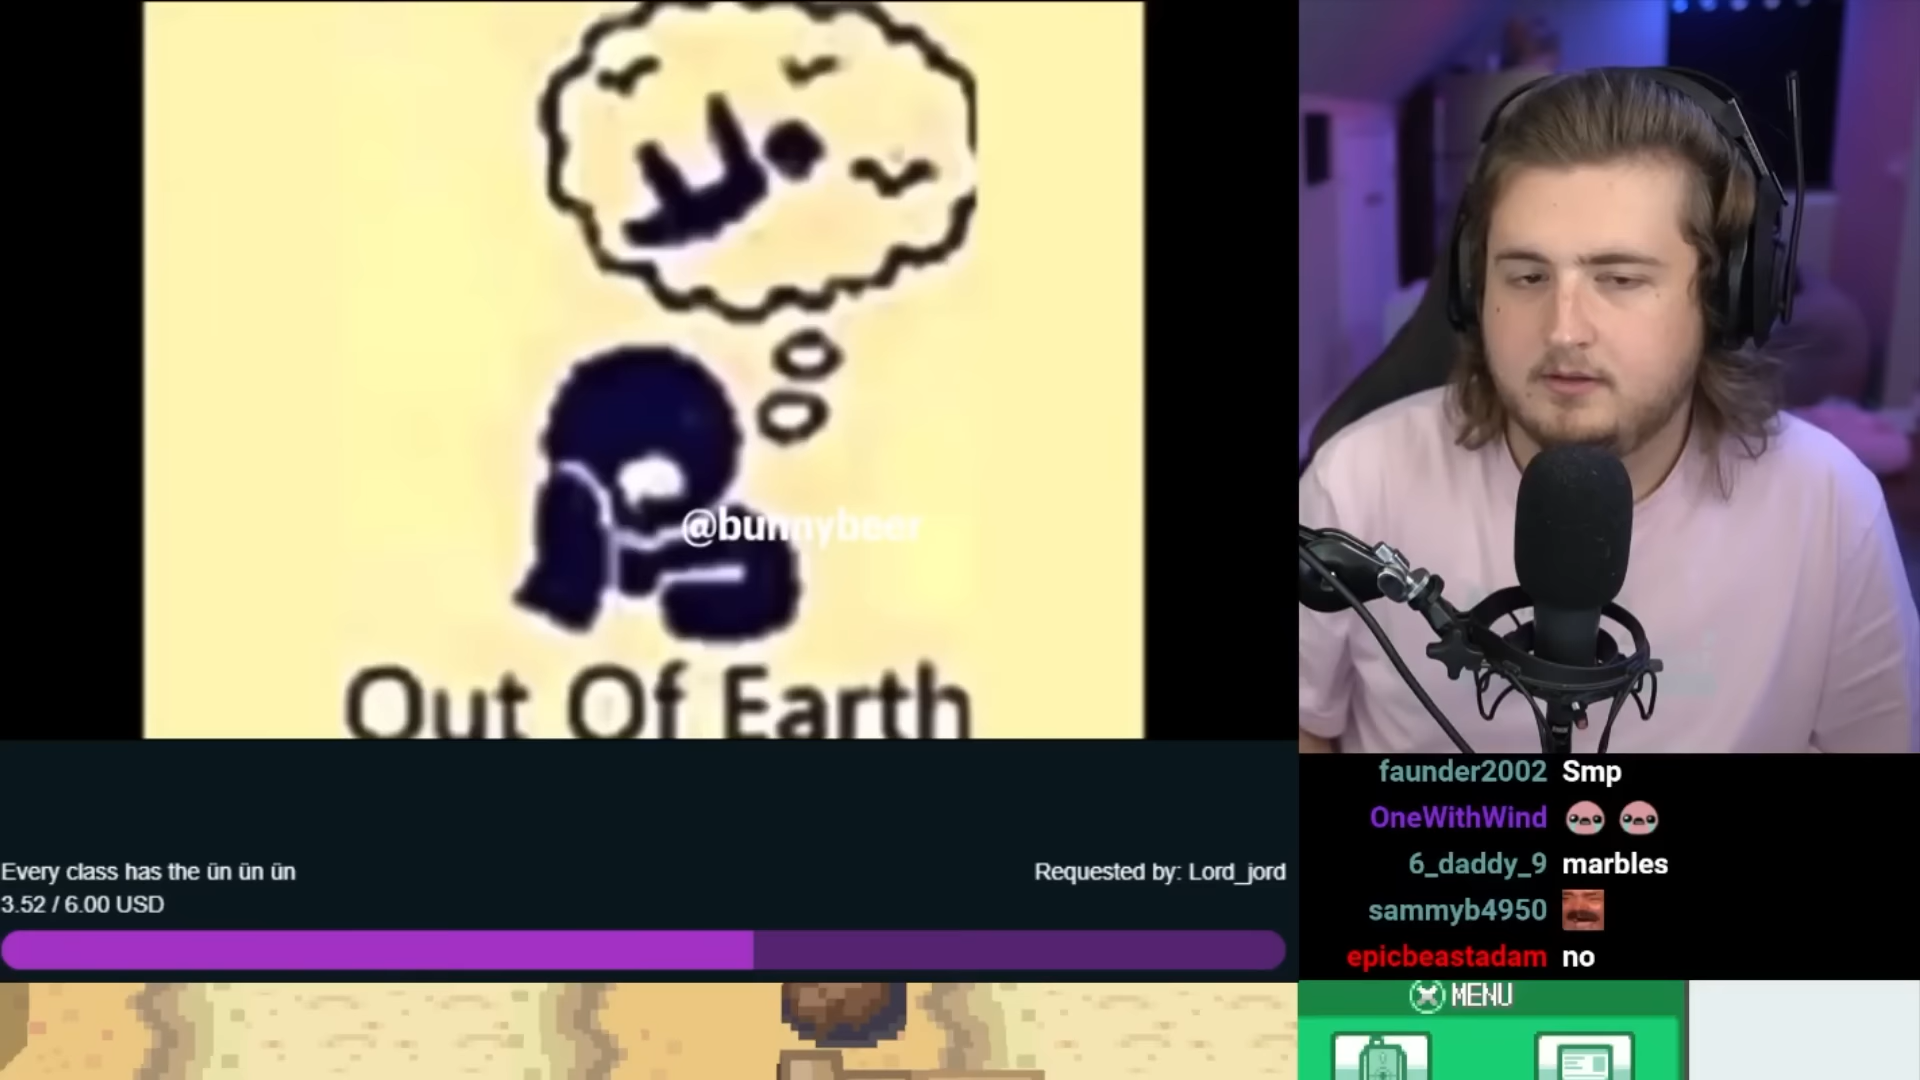 @bunnybeer
Out Of Earth
Every class has the ün ün ün
Requested by: Lord_jord
3.52 / 6.00 USD
faunder2002 Smp
OneWithWind
6_daddy_9 marbles
sammyb4950
epicbeastadam no
MENU